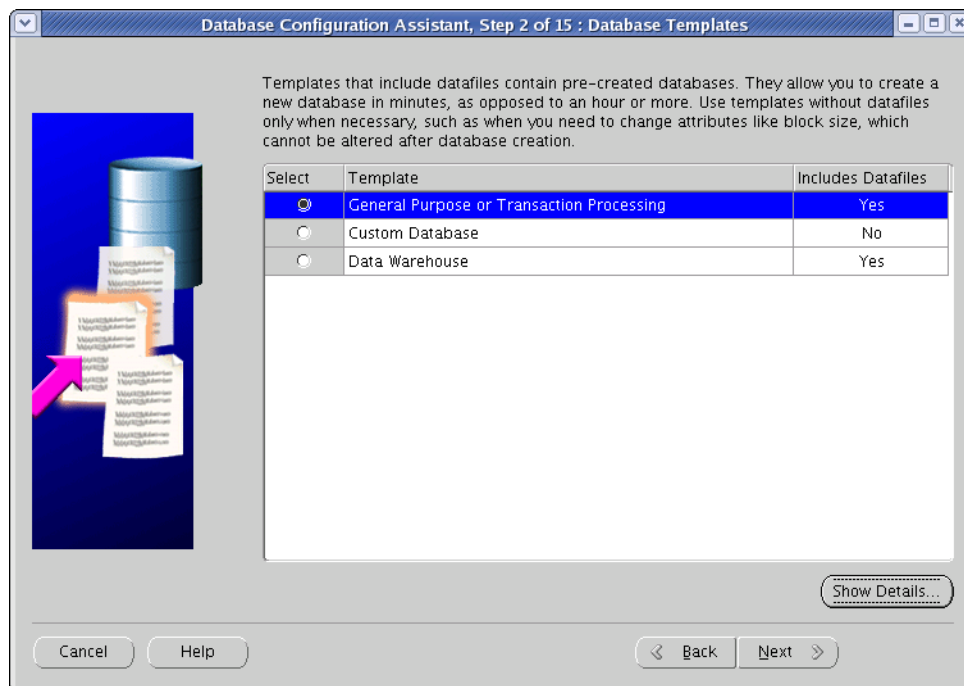 Database Configuration Assistant, Step 2 of 15 : Database Templates
Templates that include datafiles contain pre-created databases. They allow you to create a
new database in minutes, as opposed to an hour or more. Use templates without datafiles
only when necessary, such as when you need to change attributes like block size, which
cannot be altered after database creation.
Select Template Includes Datafiles
General Purpose or Transaction Processing Yes
Custom Database No
Data Warehouse Yes
Show Details...
Cancel Help Back Next